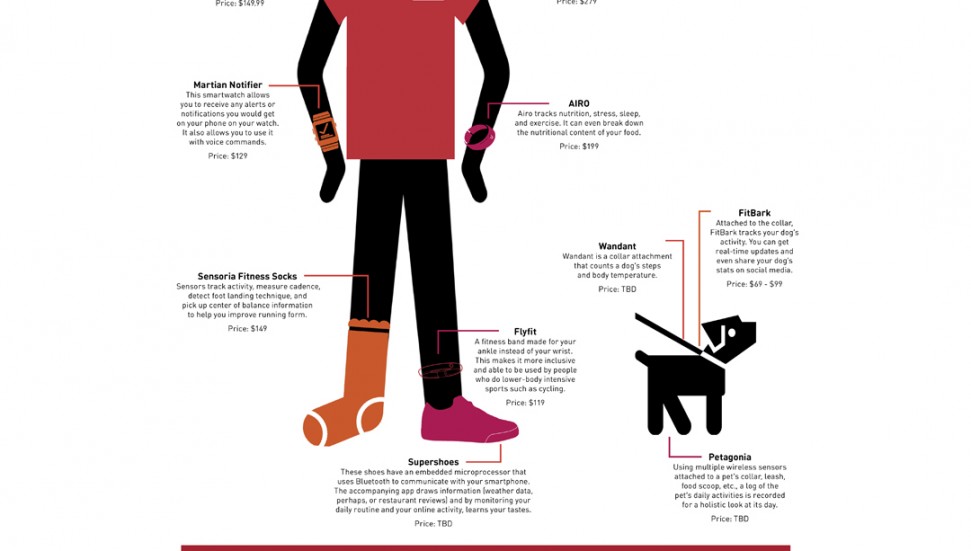 Price: $149.99
Price: $279
Martian Notifier
This smartwatch allows
you to receive any alerts or
notifications you would get
on your phone on your watch.
It also allows you to use it
with voice commands.
Price: $129
AIRO
Airo tracks nutrition, stress, sleep,
and exercise. It can even break down
the nutritional content of your food.
Price: $199
FitBark
Attached to the collar,
FitBark tracks your dog's
activity. You can get
real-time updates and
even share your dog's
stats on social media.
Price: $69 - $99
Wandant
Wandant is a collar attachment
that counts a dog's steps
and body temperature.
Price: TBD
Sensoria Fitness Socks
Sensors track activity, measure cadence,
detect foot landing technique, and
pick up center of balance information
to help you improve running form.
Price: $149
Flyfit
A fitness band made for your
ankle instead of your wrist.
This makes it more inclusive
and able to be used by people
who do lower-body intensive
sports such as cycling.
Price: $119
Supershoes
These shoes have an embedded microprocessor that
uses Bluetooth to communicate with your smartphone.
The accompanying app draws information (weather data,
perhaps, or restaurant reviews) and by monitoring your
daily routine and your online activity, learns your tastes.
Price: TBD
Petagonia
Using multiple wireless sensors
attached to a pet's collar, leash,
food scoop, etc., a log of the
pet's daily activities is recorded
for a holistic look at its day.
Price: TBD